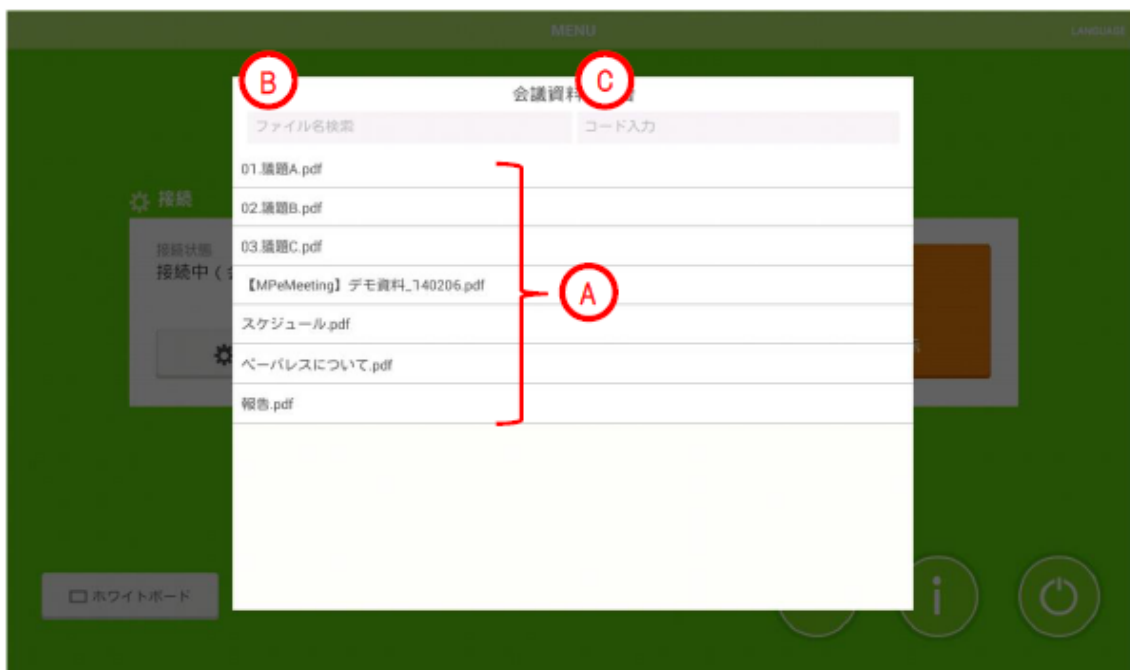 MENU
LANGUAGE
B
C
会議資料
ファイル名検索
コード入力
01.議題A.pdf
02.議題B.pdf
接続
03.議題C.pdf
接続状態
接続中（
【MPeMeeting】デモ資料_140206.pdf
A
スケジュール.pdf
ペーパレスについて.pdf
報告.pdf
ホワイトボード
i